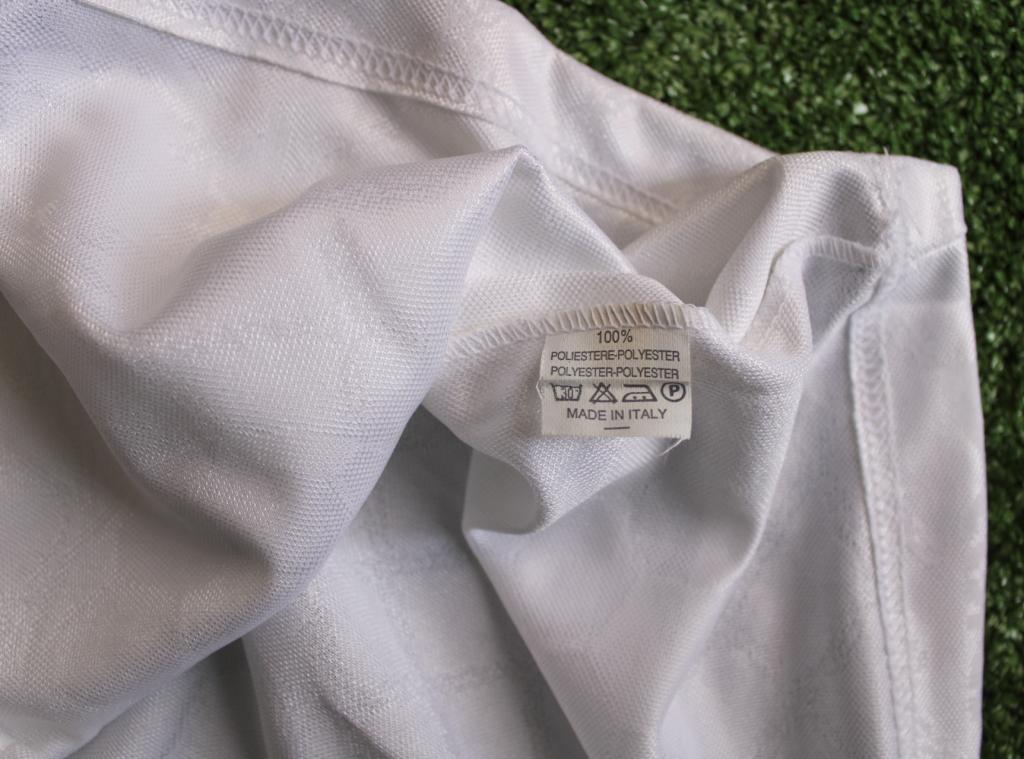 100%
POLIESTERE-POLYESTER
POLYESTER-POLYESTER
30° P
MADE IN ITALY